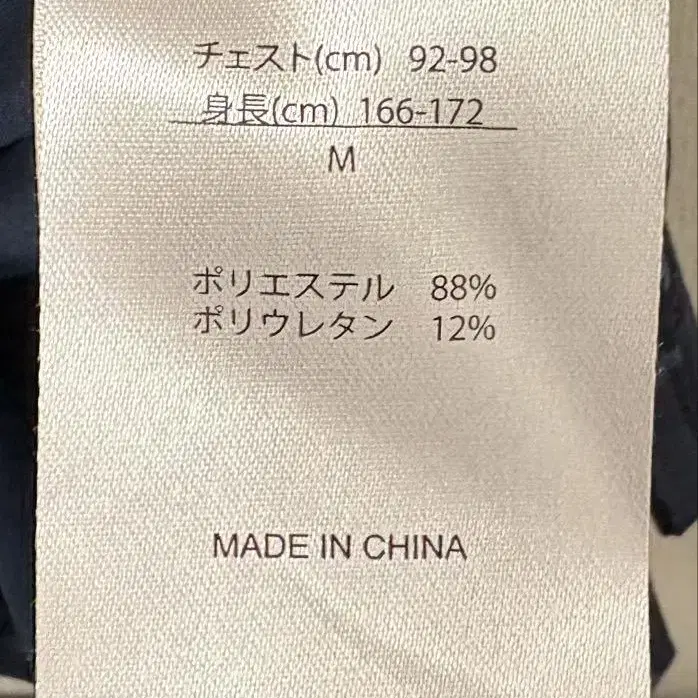 チェスト(cm) 92-98
身長(cm) 166-172
M
ポリエステル 88%
ポリウレタン 12%
MADE IN CHINA